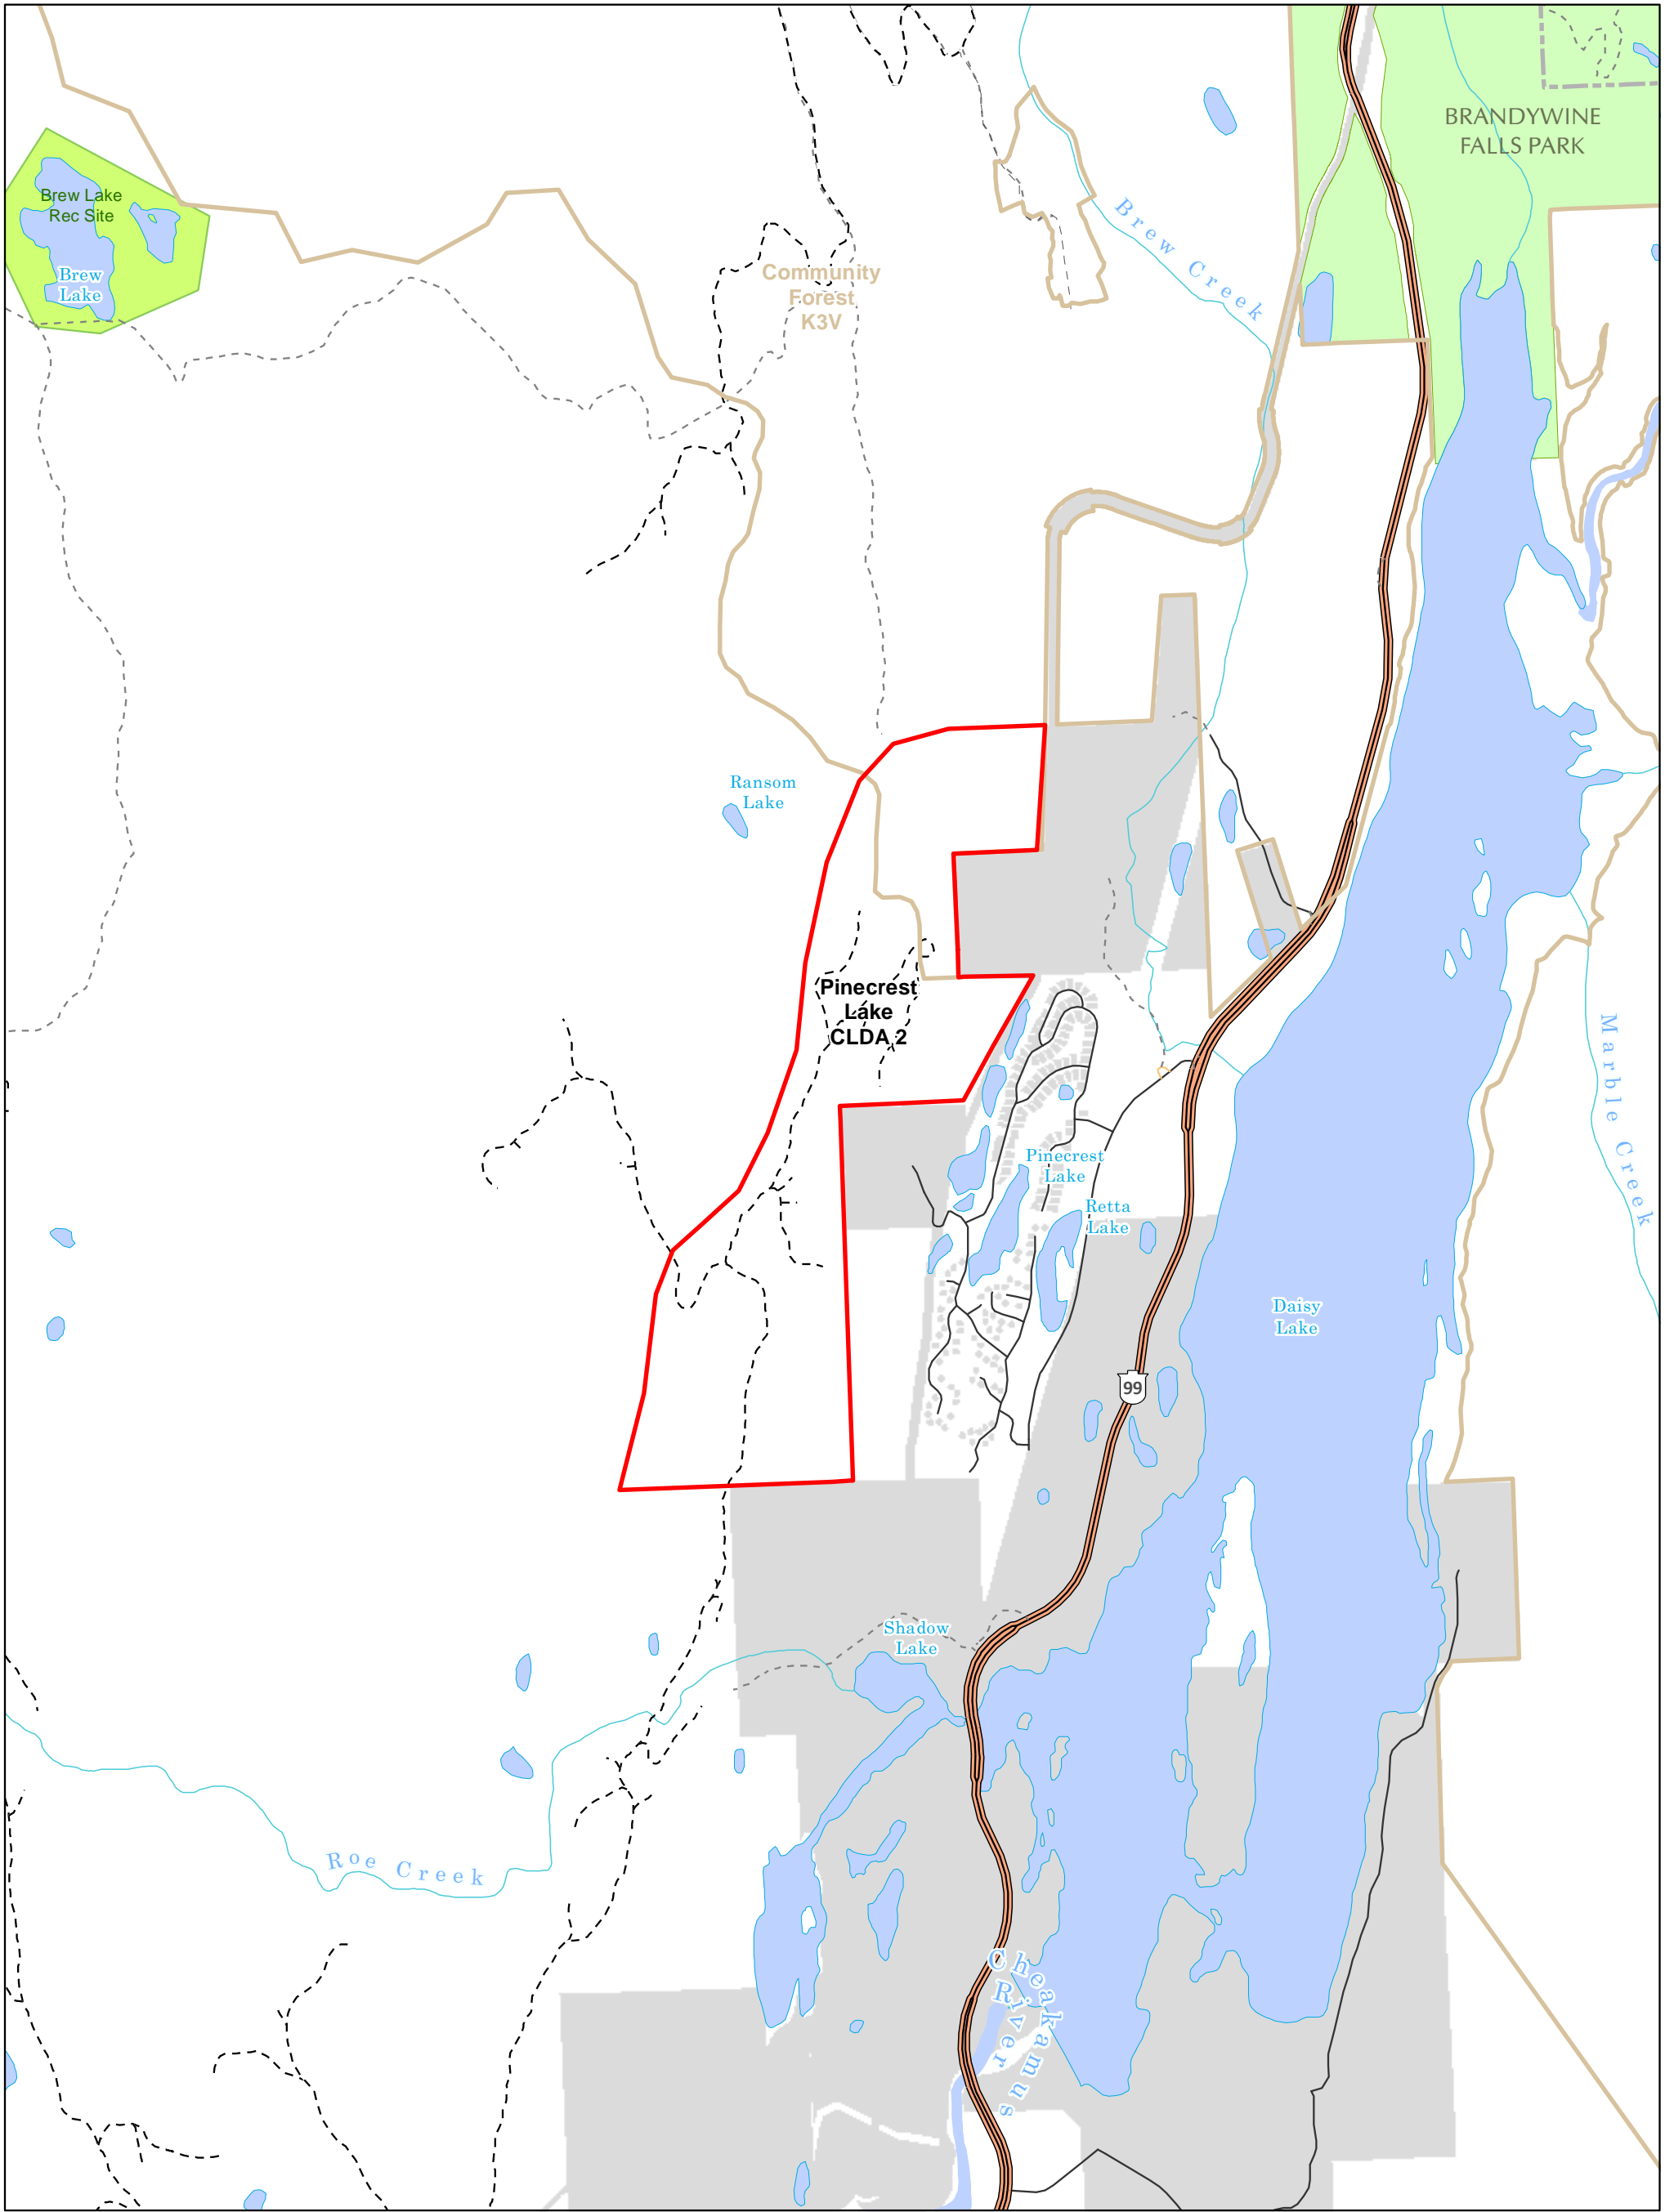 BRANDYWINE
FALLS PARK
Brew Lake
Rec Site
Brew
Lake
Brew Creek
Community
Forest
K3V
Ransom
Lake
Pinecrest
Lake
CLDA 2
Marble Creek
Pinecrest
Lake
Retta
Lake
Daisy
Lake
99
Shadow
Lake
Roe Creek
Cheakamus
River